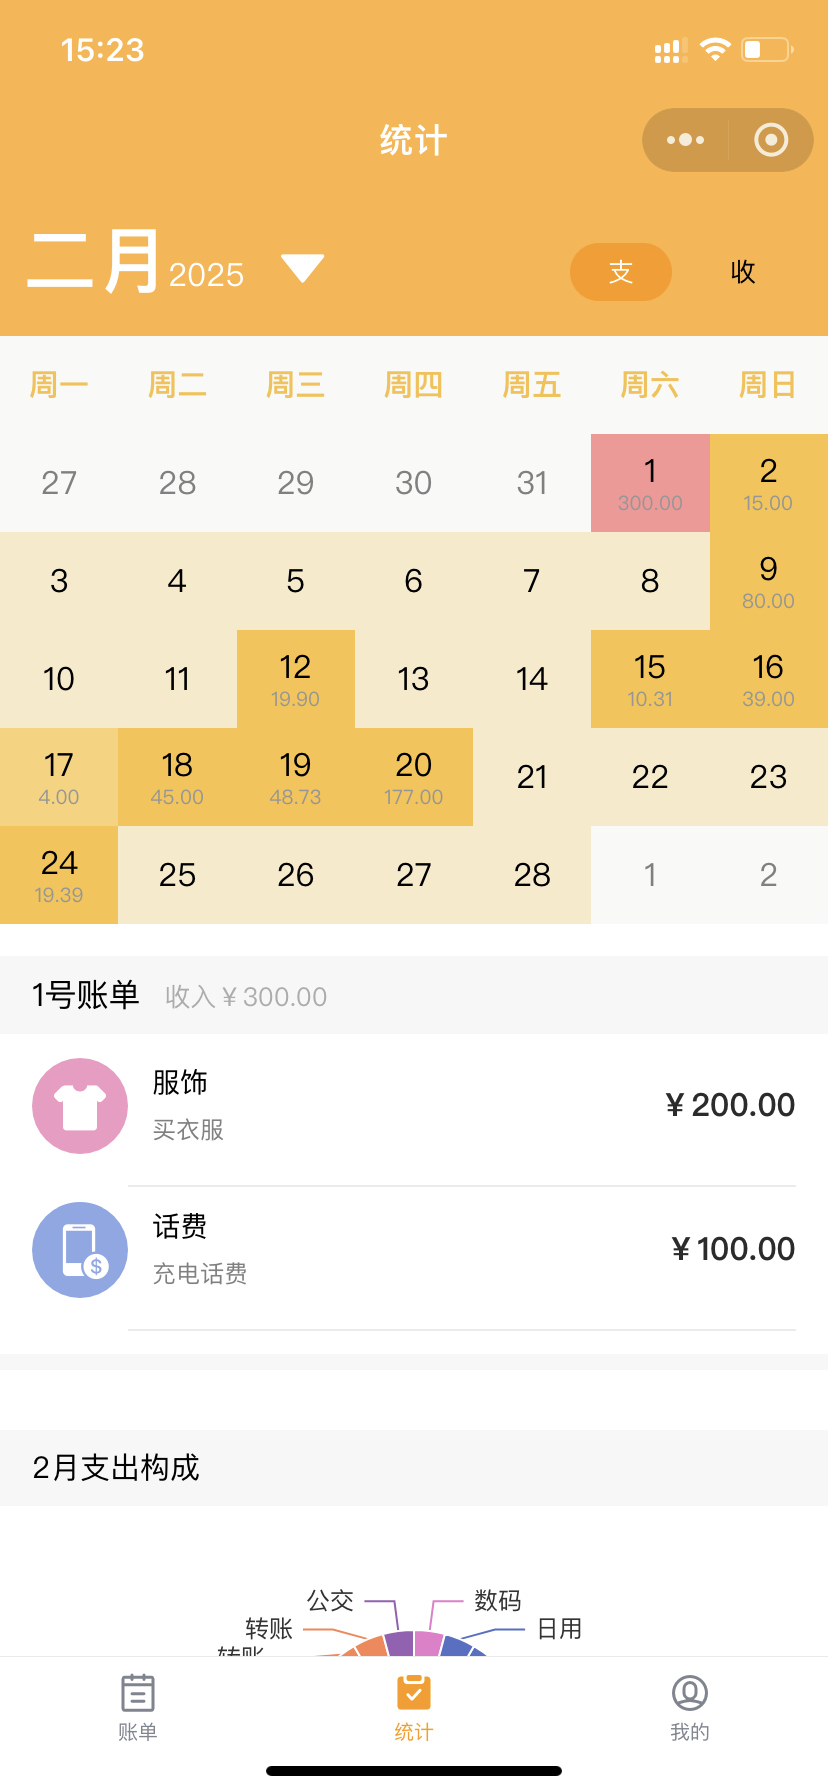 15:23
统计
二月 2025
支 收
周一 周二 周三 周四 周五 周六 周日
27 28 29 30 31 1 2
300.00 15.00
3 4 5 6 7 8 9
80.00
10 11 12 13 14 15 16
19.90 10.31 39.00
17 18 19 20 21 22 23
4.00 45.00 48.73 177.00
24 25 26 27 28 1 2
19.39
1号账单 收入 ¥ 300.00
服饰
¥ 200.00
买衣服
话费
¥ 100.00
充电话费
2月支出构成
公交 数码
转账 日用
转账
账单 统计 我的